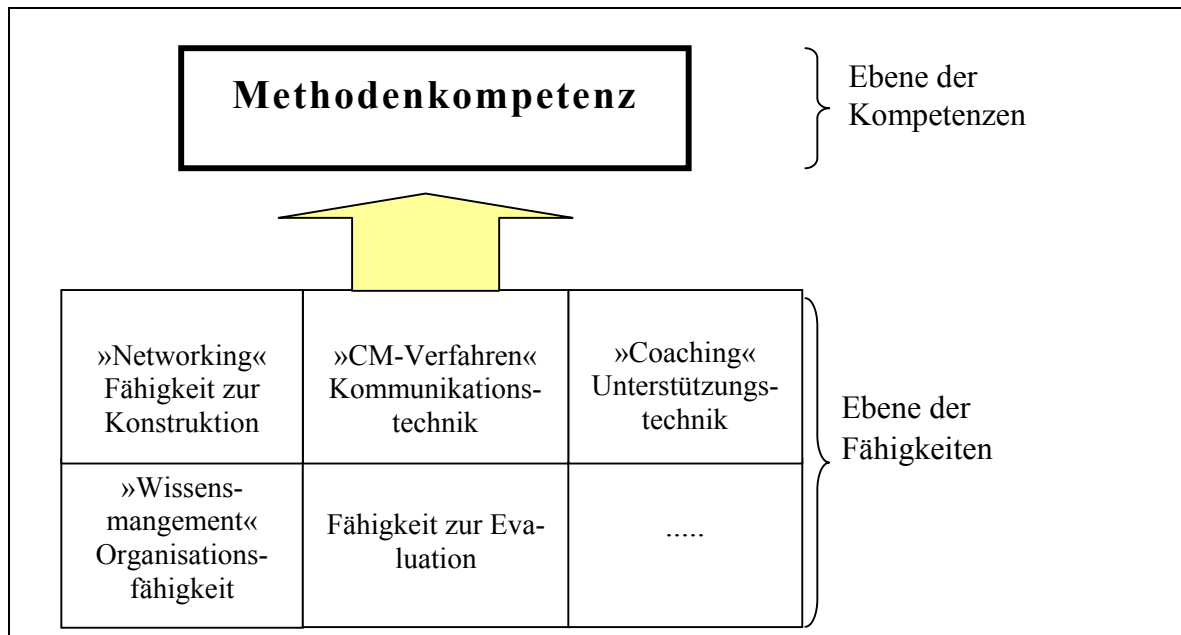 Methodenkompetenz
Ebene der
Kompetenzen
»Networking«
Fähigkeit zur
Konstruktion
»CM-Verfahren«
Kommunikations-
technik
»Coaching«
Unterstützungs-
technik
Ebene der
Fähigkeiten
»Wissens-
mangement«
Organisations-
fähigkeit
Fähigkeit zur Eva-
luation
.....